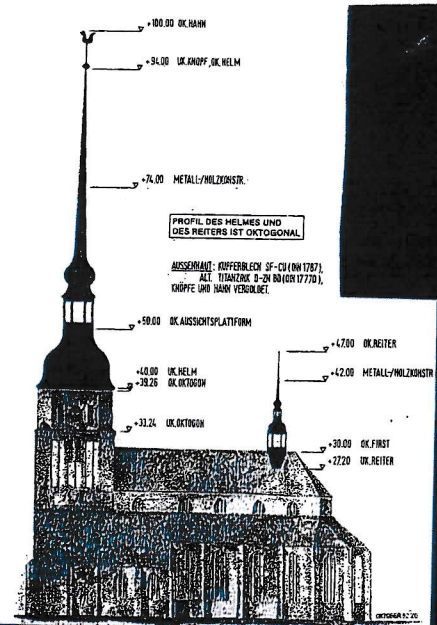 +100.00 OK.HAHN
+94.00 UK.KNOPF, OK.HELM
+74.00 METALL-/HOLZKONSTR.
PROFIL DES HELMES UND
DES REITERS IST OKTOGONAL
AUSSENHAUT: KUPFERBLECH SF-CU (DIN 1787),
ALT. TITANZINK D-ZN BD (DIN 17770),
KNÖPFE UND HAHN VERGOLDET.
+50.00 OK.AUSSICHTSPLATTFORM
+47.00 OK.REITER
+40.00 UK.HELM
+42.00 METALL-/HOLZKONSTR
+39.26 OK.OKTOGON
+33.24 UK.OKTOGON
+30.00 OK.FIRST
+27.20 UK.REITER
OKTOBER